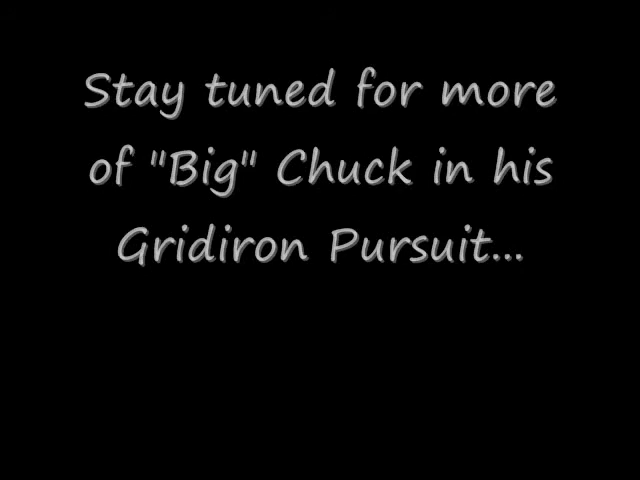 Stay tuned for more
of "Big" Chuck in his
Gridiron Pursuit...